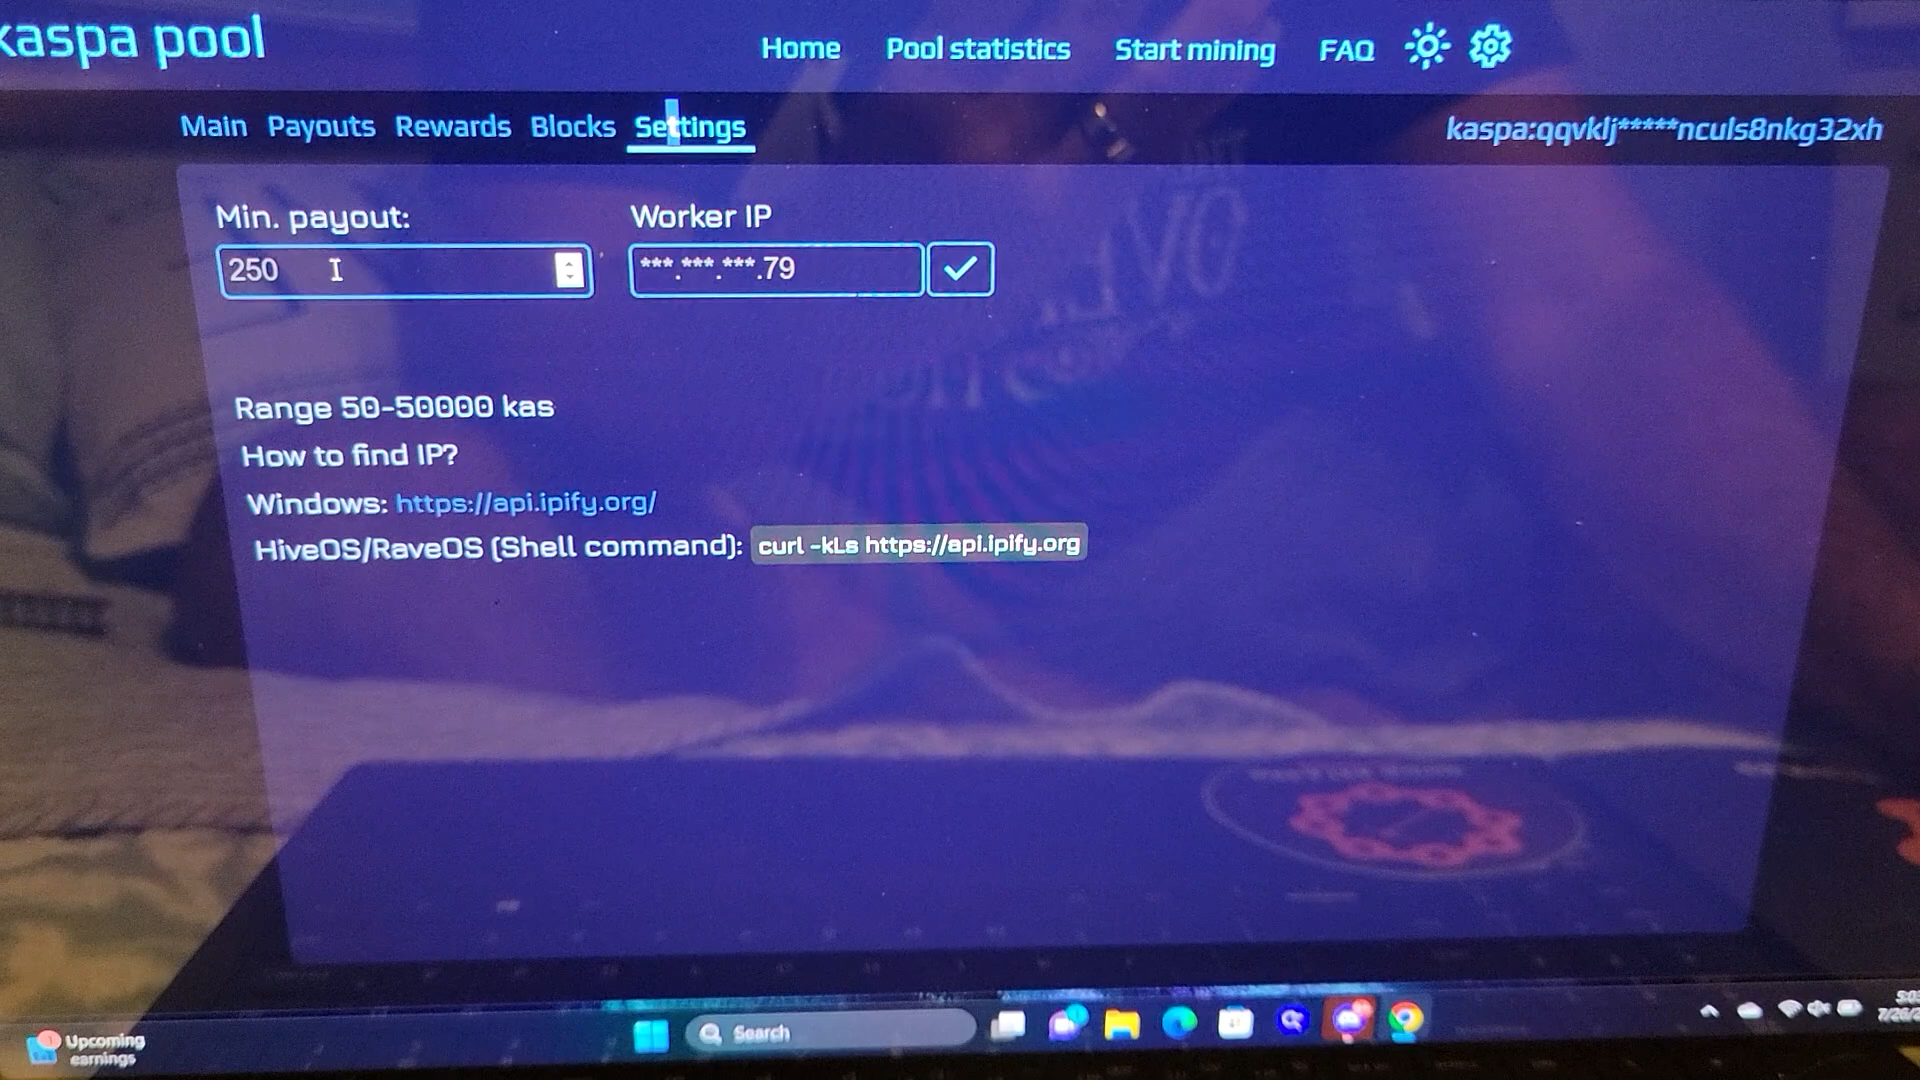 kaspa pool
Home Pool statistics Start mining FAQ
Main Payouts Rewards Blocks Settings
kaspa:qqvklj*****nculs8nkg32xh
Min. payout: Worker IP
250 ***.***.***.79
Range 50-50000 kas
How to find IP?
Windows: https://api.ipify.org/
HiveOS/RaveOS (Shell command): curl -kLs https://api.ipify.org
Upcoming
earnings
Search